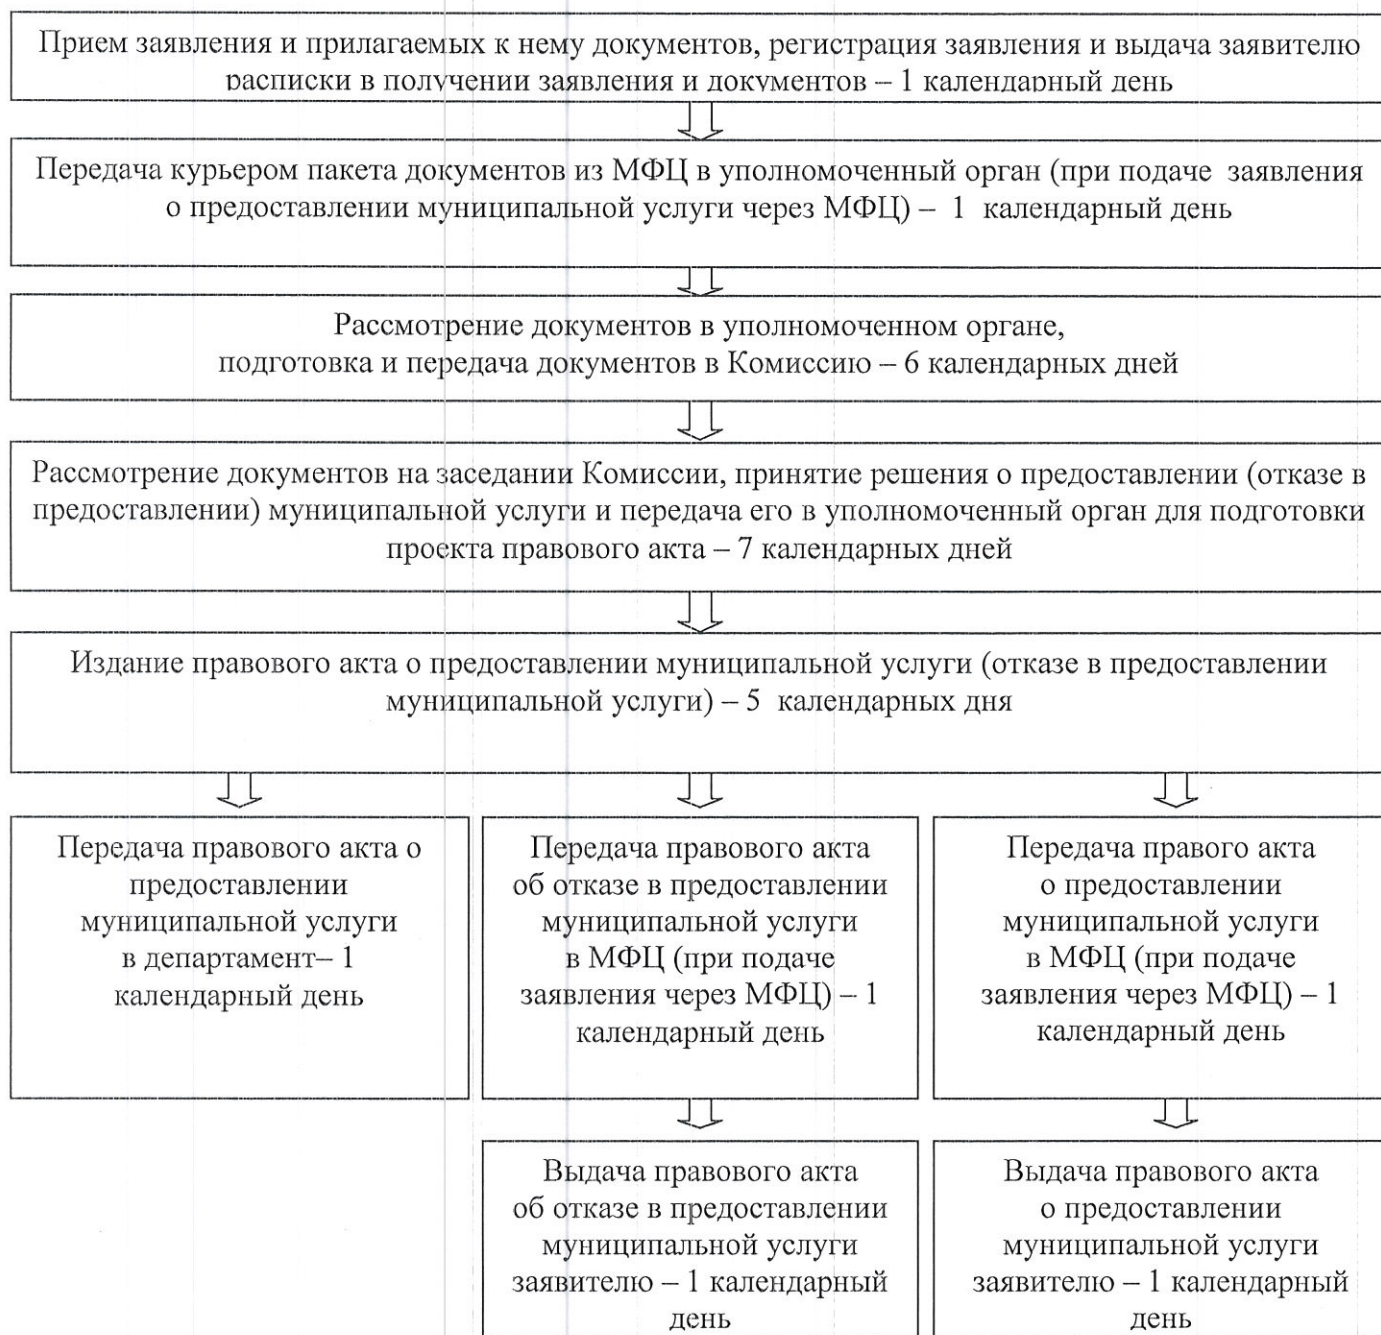 Прием заявления и прилагаемых к нему документов, регистрация заявления и выдача заявителю
расписки в получении заявления и документов – 1 календарный день
Передача курьером пакета документов из МФЦ в уполномоченный орган (при подаче заявления
о предоставлении муниципальной услуги через МФЦ) – 1 календарный день
Рассмотрение документов в уполномоченном органе,
подготовка и передача документов в Комиссию – 6 календарных дней
Рассмотрение документов на заседании Комиссии, принятие решения о предоставлении (отказе в
предоставлении) муниципальной услуги и передача его в уполномоченный орган для подготовки
проекта правового акта – 7 календарных дней
Издание правового акта о предоставлении муниципальной услуги (отказе в предоставлении
муниципальной услуги) – 5 календарных дня
Передача правового акта о
предоставлении
муниципальной услуги
в департамент– 1
календарный день
Передача правового акта
об отказе в предоставлении
муниципальной услуги
в МФЦ (при подаче
заявления через МФЦ) – 1
календарный день
Передача правого акта
о предоставлении
муниципальной услуги
в МФЦ (при подаче
заявления через МФЦ) – 1
календарный день
Выдача правового акта
об отказе в предоставлении
муниципальной услуги
заявителю – 1 календарный
день
Выдача правового акта
о предоставлении
муниципальной услуги
заявителю – 1 календарный
день